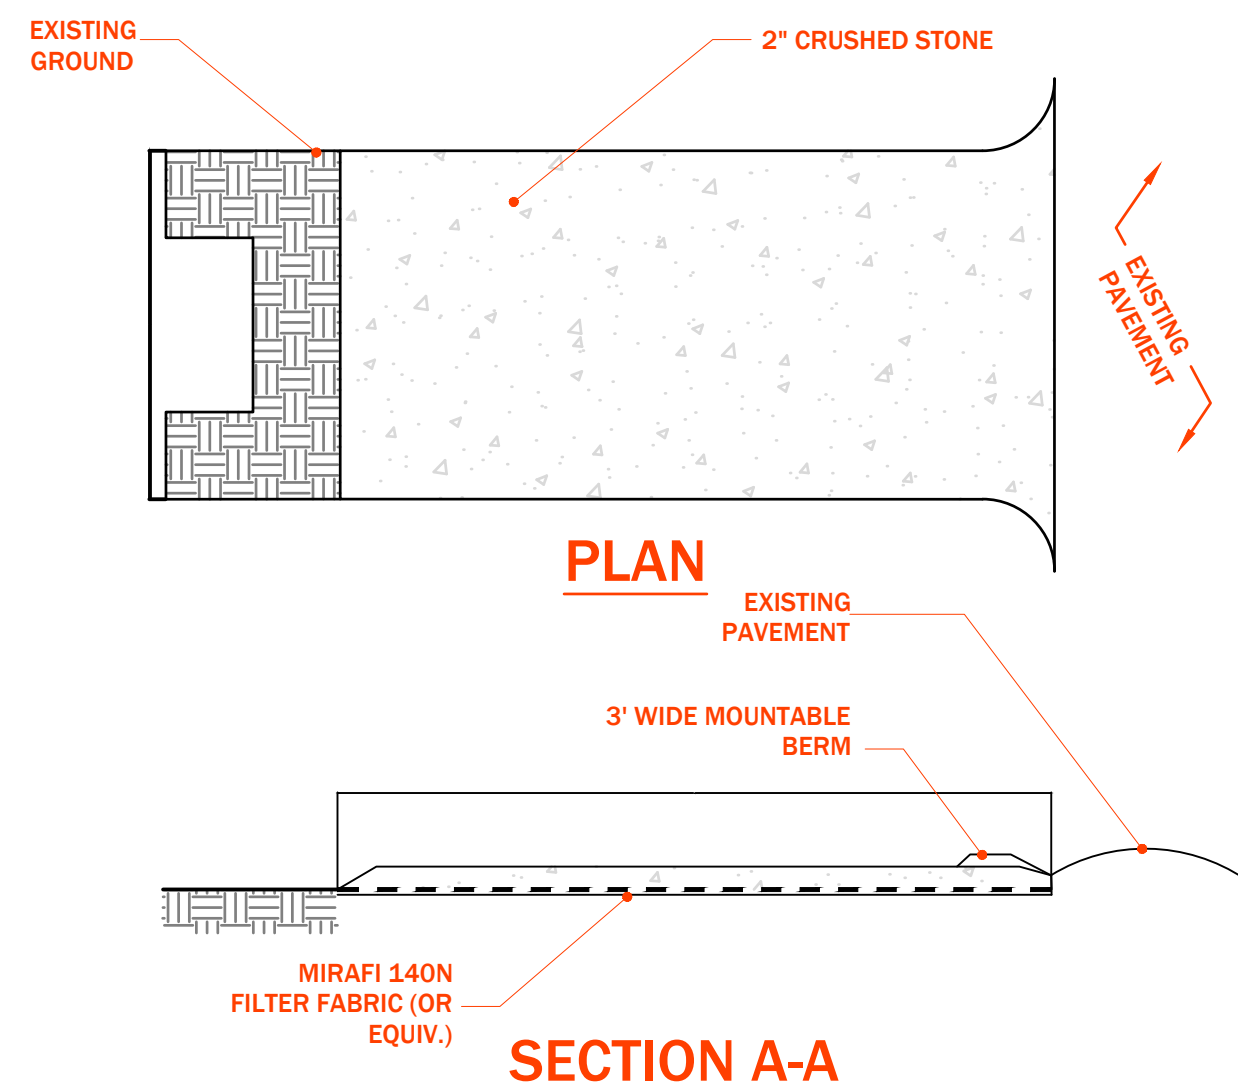 EXISTING
GROUND
2" CRUSHED STONE
EXISTING
PAVEMENT
PLAN
EXISTING
PAVEMENT
3' WIDE MOUNTABLE
BERM
MIRAFI 140N
FILTER FABRIC (OR
EQUIV.)
SECTION A-A